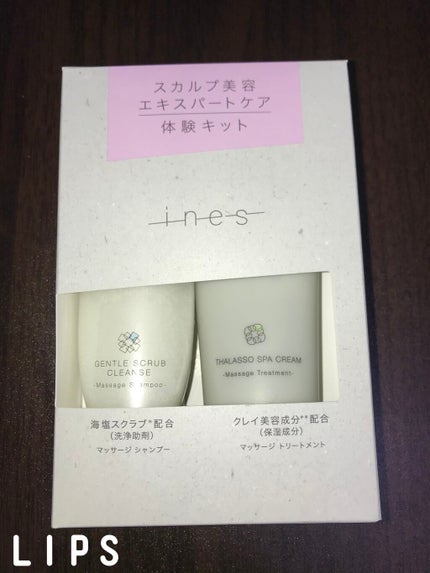 スカルプ美容
エキスパートケア
体験キット
ines
GENTLE SCRUB
CLEANSE
-Massage Shampoo-
THALASSO SPA CREAM
-Massage Treatment-
海塩スクラブ*配合
(洗浄助剤)
マッサージ シャンプー
クレイ美容成分**配合
(保湿成分)
マッサージ トリートメント
LIPS